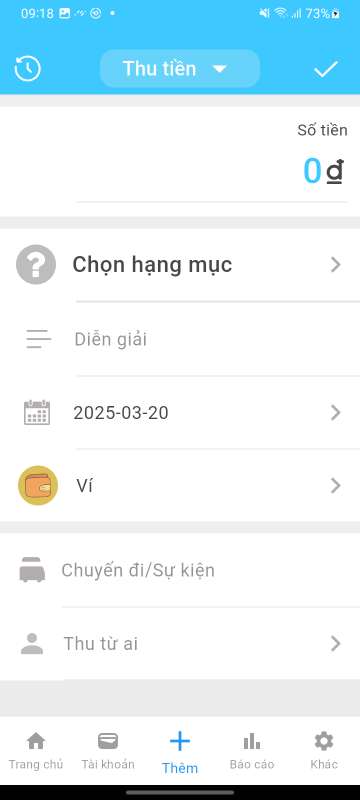 09:18
73%
Thu tiền
Số tiền
0 ₫
Chọn hạng mục
Diễn giải
2025-03-20
Ví
Chuyến đi/Sự kiện
Thu từ ai
Trang chủ
Tài khoản
Thêm
Báo cáo
Khác